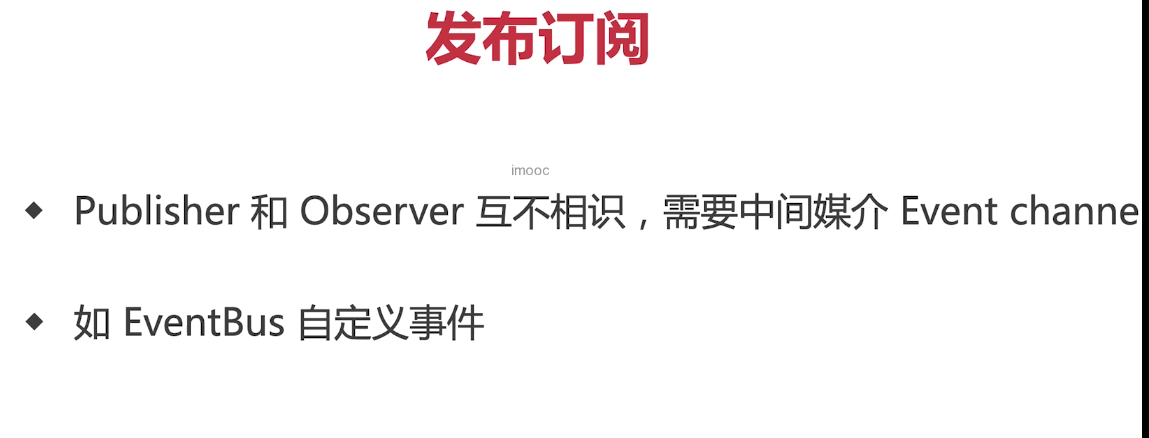 发布订阅
imooc
◆ Publisher 和 Observer 互不相识，需要中间媒介 Event channe
◆ 如 EventBus 自定义事件